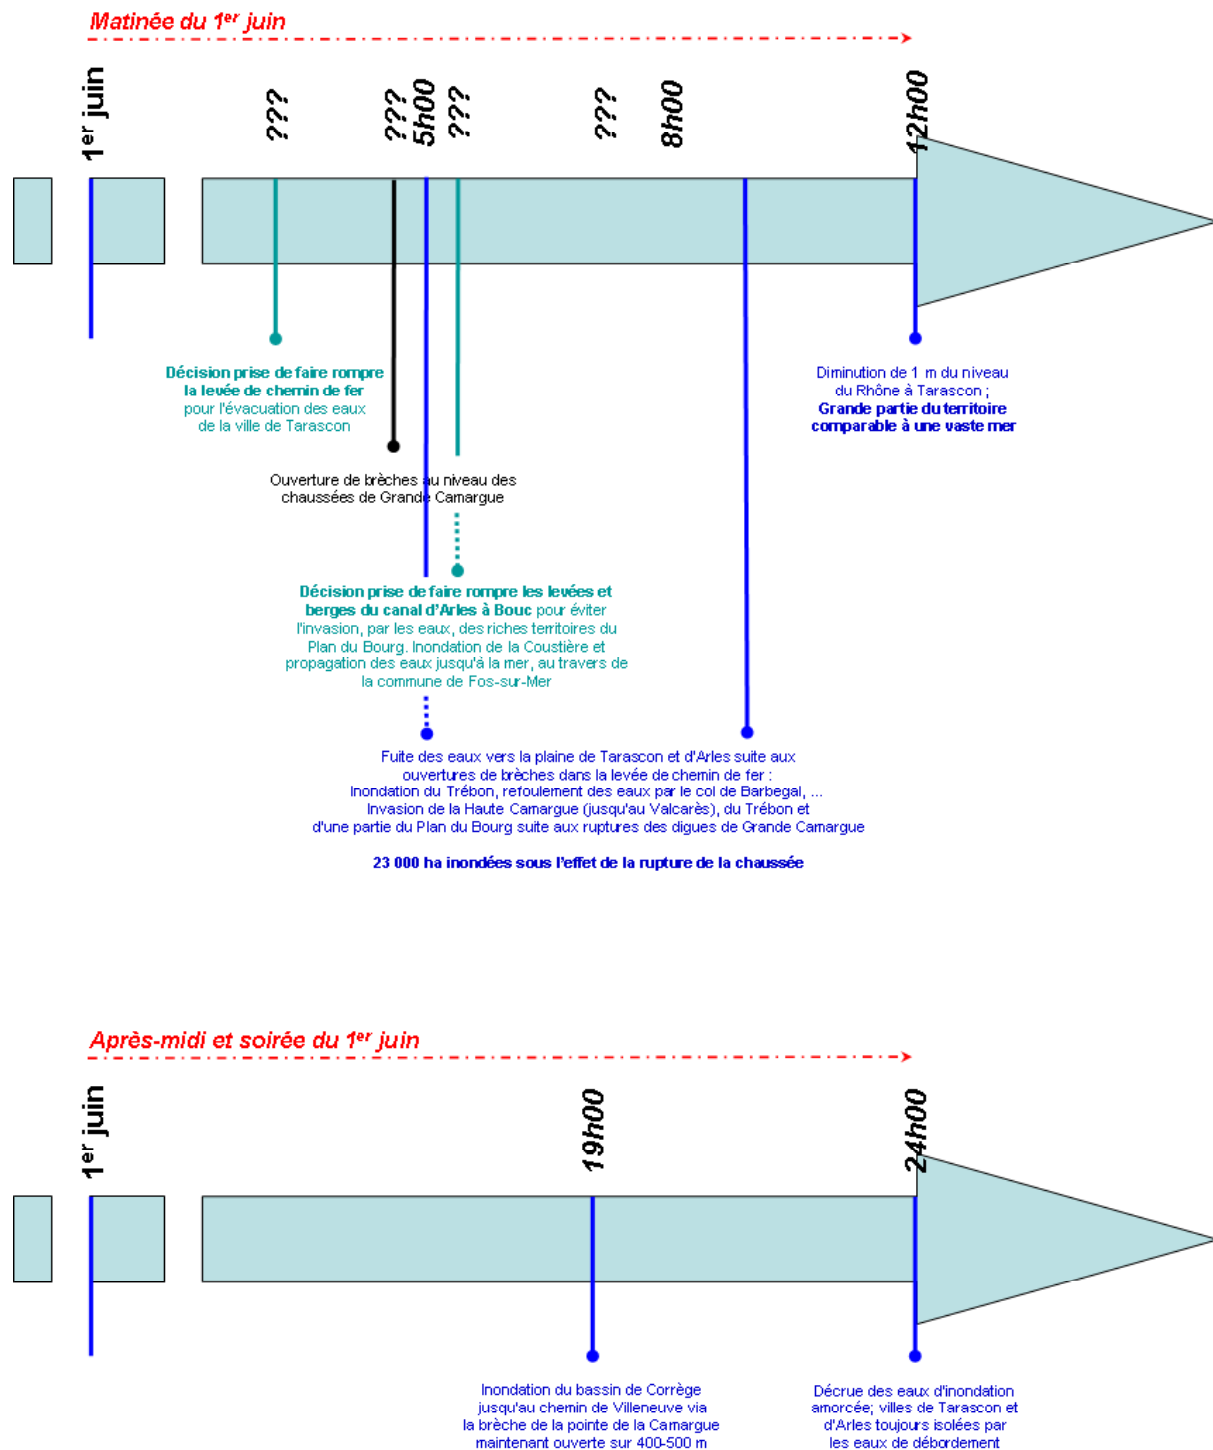 Matinée du 1er juin
1er juin
???
???
5h00
???
???
8h00
12h00
Décision prise de faire rompre
la levée de chemin de fer
pour l'évacuation des eaux
de la ville de Tarascon
Diminution de 1 m du niveau
du Rhône à Tarascon ;
Grande partie du territoire
comparable à une vaste mer
Ouverture de brèches au niveau des
chaussées de Grande Camargue
Décision prise de faire rompre les levées et
berges du canal d'Arles à Bouc pour éviter
l'invasion, par les eaux, des riches territoires du
Plan du Bourg. Inondation de la Coustière et
propagation des eaux jusqu'à la mer, au travers de
la commune de Fos-sur-Mer
Fuite des eaux vers la plaine de Tarascon et d'Arles suite aux
ouvertures de brèches dans la levée de chemin de fer :
Inondation du Trébon, refoulement des eaux par le col de Barbegal, ...
Invasion de la Haute Camargue (jusqu'au Valcarès), du Trébon et
d'une partie du Plan du Bourg suite aux ruptures des digues de Grande Camargue
23 000 ha inondées sous l'effet de la rupture de la chaussée
Après-midi et soirée du 1er juin
1er juin
19h00
24h00
Inondation du bassin de Corrège
jusqu'au chemin de Villeneuve via
la brèche de la pointe de la Camargue
maintenant ouverte sur 400-500 m
Décrue des eaux d'inondation
amorcée; villes de Tarascon et
d'Arles toujours isolées par
les eaux de débordement